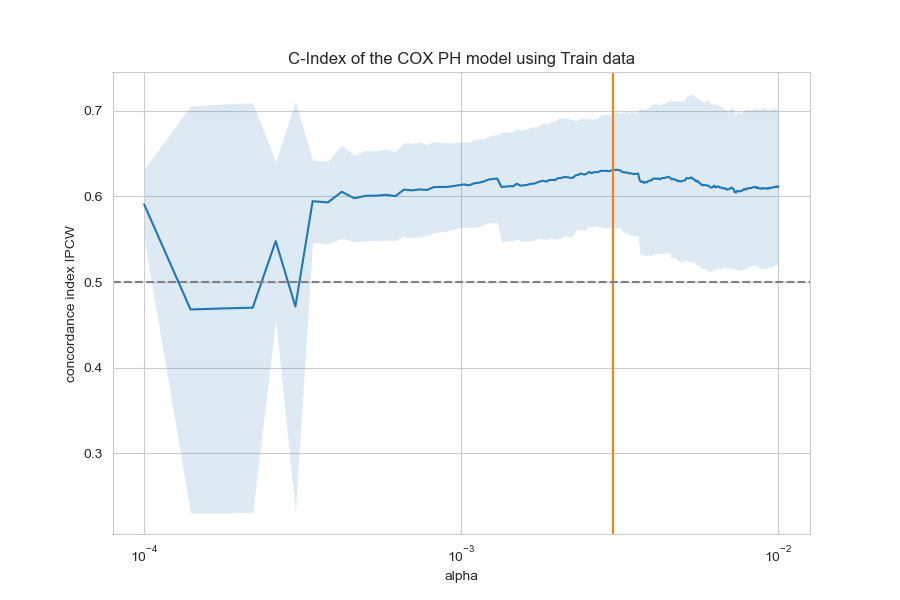 C-Index of the COX PH model using Train data
concordance index IPCW
0.7
0.6
0.5
0.4
0.3
10⁻⁴
10⁻³
10⁻²
alpha